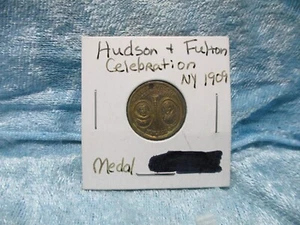 Hudson + Fulton
Celebration
NY 1909
Medal